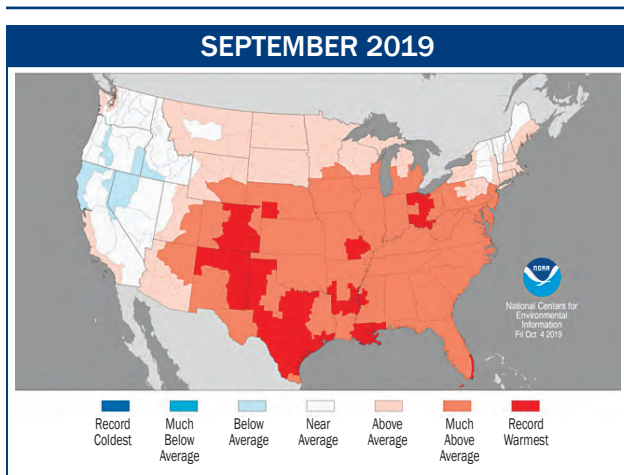 SEPTEMBER 2019
NOAA
National Centers for
Environmental
Information
Fri Oct 4 2019
Record
Coldest
Much
Below
Average
Below
Average
Near
Average
Above
Average
Much
Above
Average
Record
Warmest